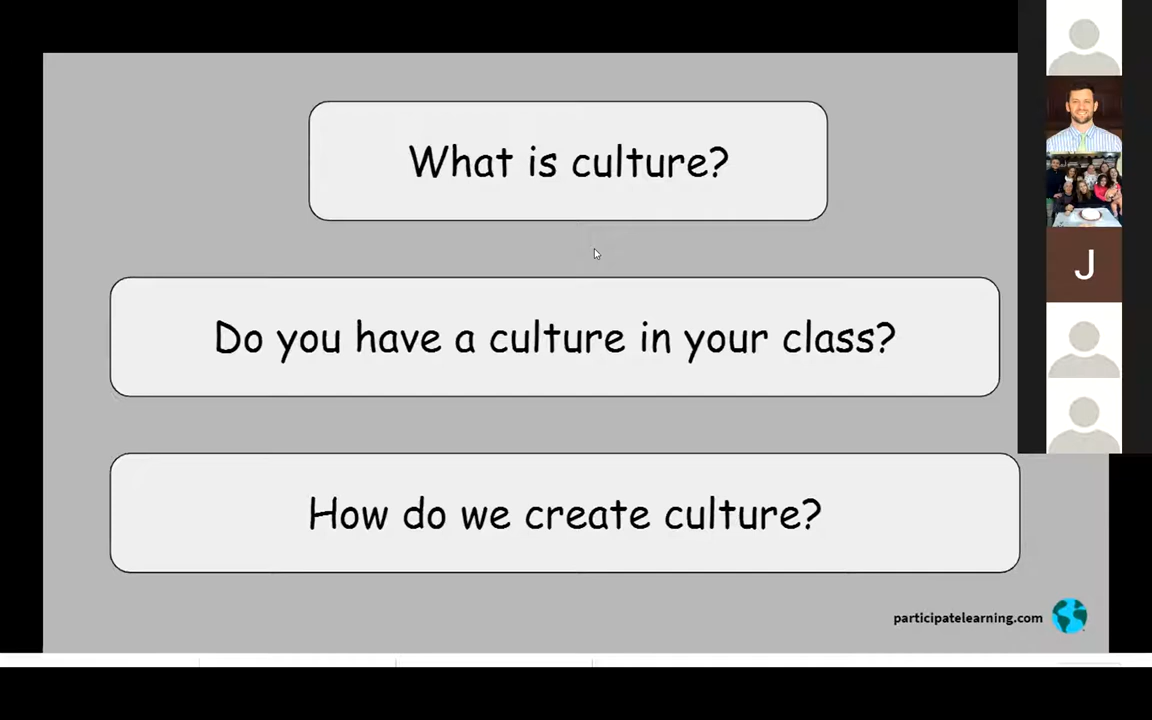 What is culture?
Do you have a culture in your class?
How do we create culture?
J
participatelearning.com